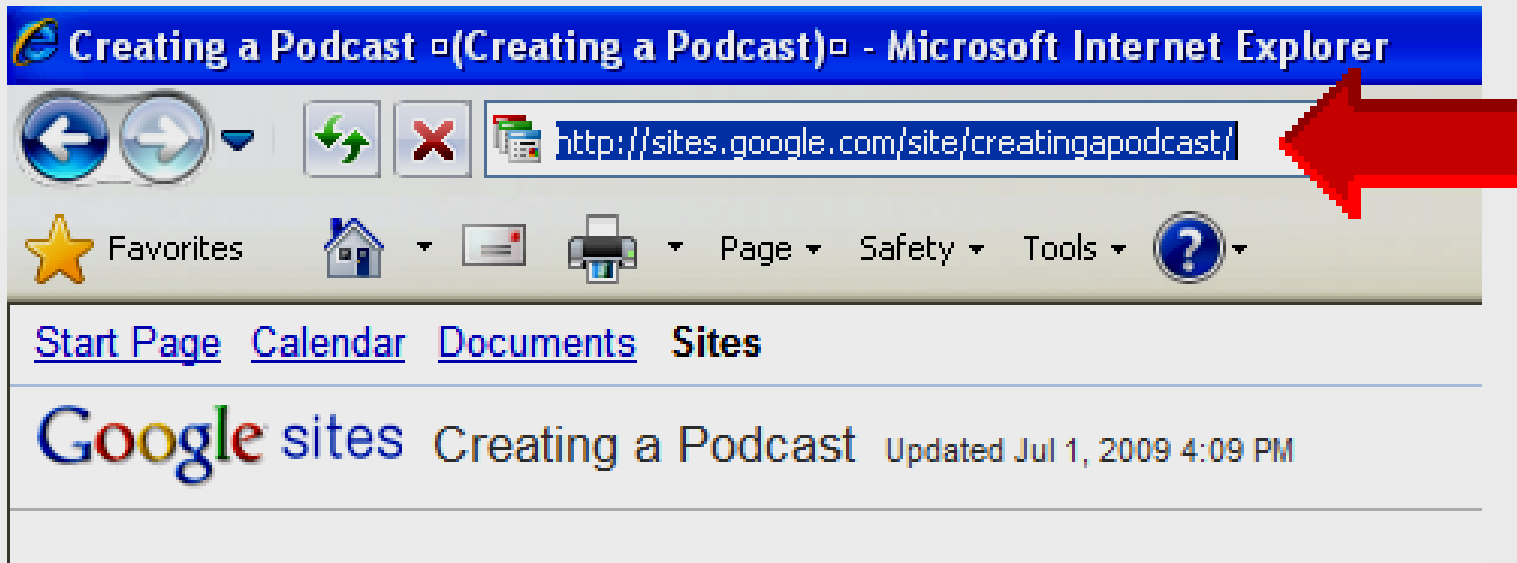 Creating a Podcast ¤(Creating a Podcast)¤ - Microsoft Internet Explorer
http://sites.google.com/site/creatingapodcast/
Favorites Page Safety Tools ?
Start Page Calendar Documents Sites
Google sites Creating a Podcast Updated Jul 1, 2009 4:09 PM